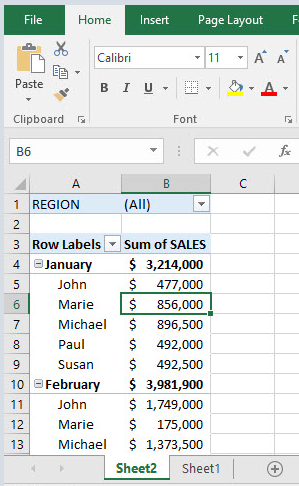 File Home Insert Page Layout F
Calibri 11 A A
Paste B I U A
Clipboard Font
B6 fx
A B C
1 REGION (All)
2
3 Row Labels Sum of SALES
4 January $ 3,214,000
5 John $ 477,000
6 Marie $ 856,000
7 Michael $ 896,500
8 Paul $ 492,000
9 Susan $ 492,500
10 February $ 3,981,900
11 John $ 1,749,000
12 Marie $ 175,000
13 Michael $ 1,373,500
Sheet2 Sheet1